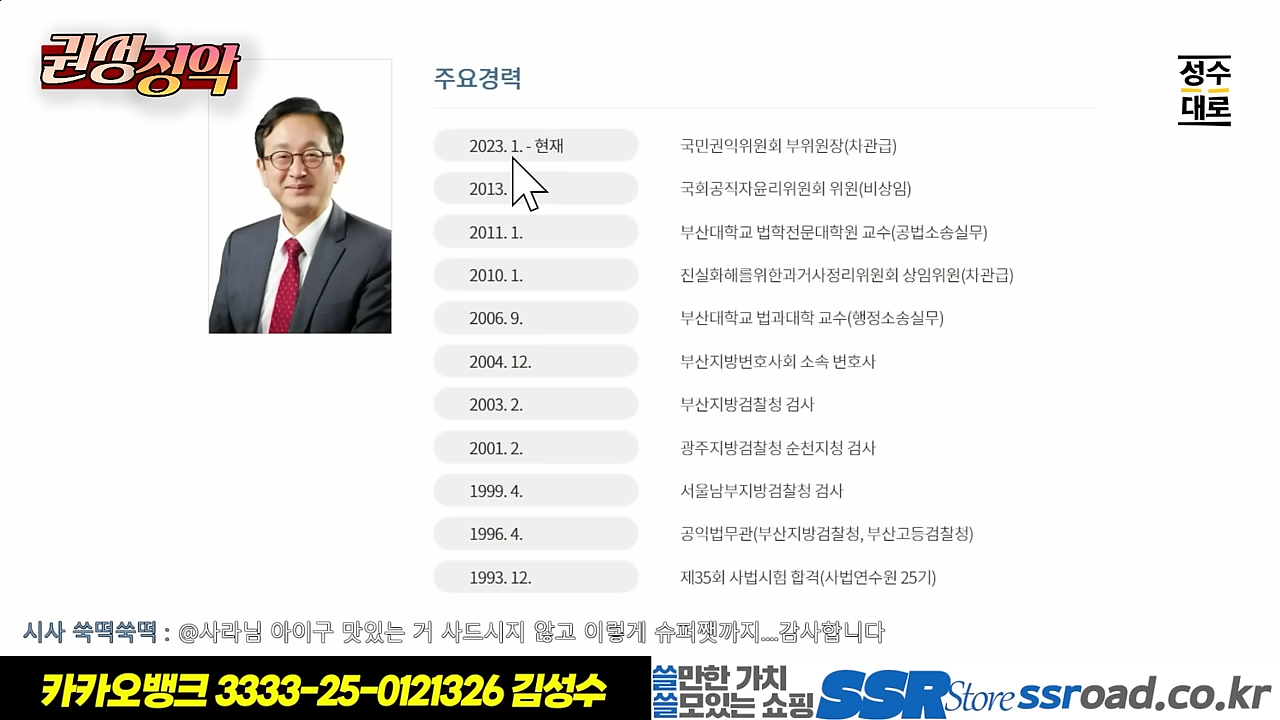 권성징악
성수
대로
주요경력
2023. 1. - 현재 국민권익위원회 부위원장(차관급)
2013. 국회공직자윤리위원회 위원(비상임)
2011. 1. 부산대학교 법학전문대학원 교수(공법소송실무)
2010. 1. 진실화해를위한과거사정리위원회 상임위원(차관급)
2006. 9. 부산대학교 법과대학 교수(행정소송실무)
2004. 12. 부산지방변호사회 소속 변호사
2003. 2. 부산지방검찰청 검사
2001. 2. 광주지방검찰청 순천지청 검사
1999. 4. 서울남부지방검찰청 검사
1996. 4. 공익법무관(부산지방검찰청, 부산고등검찰청)
1993. 12. 제35회 사법시험 합격(사법연수원 25기)
시사 쑥떡쑥떡 : @사라님 아이구 맛있는 거 사드시지 않고 이렇게 슈퍼쨋까지....감사합니다
카카오뱅크 3333-25-0121326 김성수
쓸만한 가치
쓸모있는 쇼핑
SSR Store ssroad.co.kr